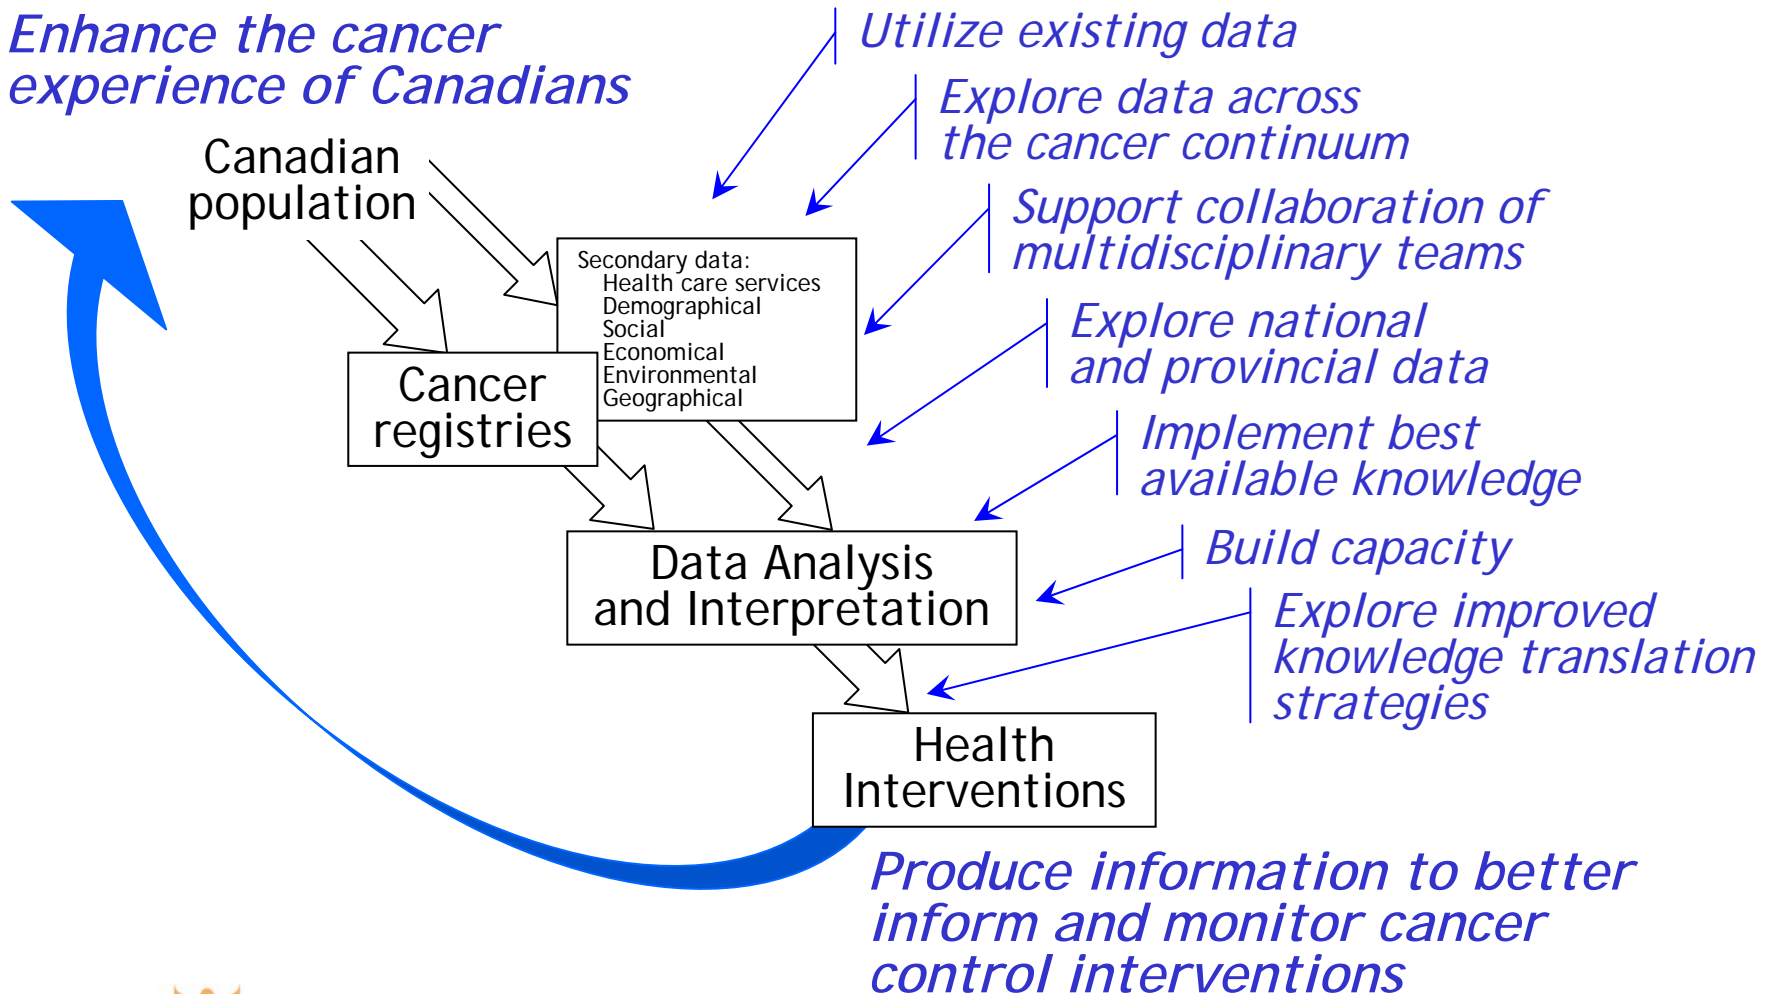 Enhance the cancer
experience of Canadians
Utilize existing data
Explore data across
the cancer continuum
Canadian
population
Support collaboration of
multidisciplinary teams
Secondary data:
Health care services
Demographical
Social
Economical
Environmental
Geographical
Explore national
and provincial data
Cancer
registries
Implement best
available knowledge
Data Analysis
and Interpretation
Build capacity
Explore improved
knowledge translation
strategies
Health
Interventions
Produce information to better
inform and monitor cancer
control interventions